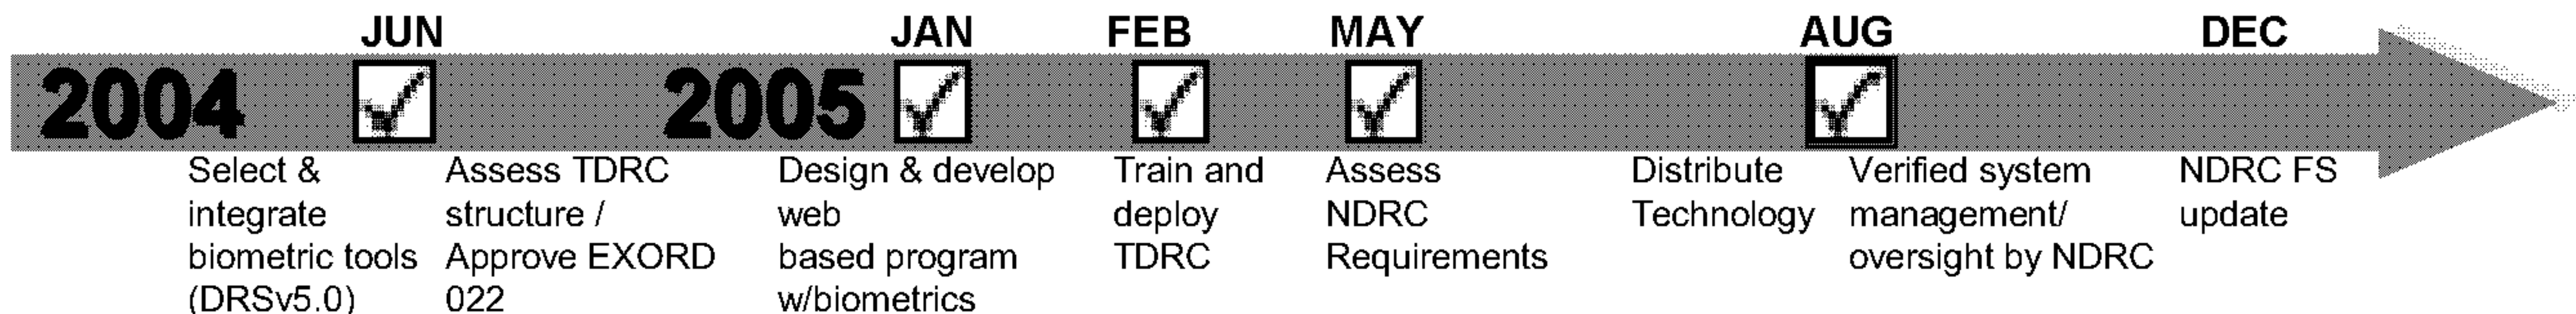 JUN JAN FEB MAY AUG DEC
2004 2005
Select &
integrate
biometric tools
(DRSv5.0)
Assess TDRC
structure /
Approve EXORD
022
Design & develop
web
based program
w/biometrics
Train and
deploy
TDRC
Assess
NDRC
Requirements
Distribute
Technology
Verified system
management/
oversight by NDRC
NDRC FS
update